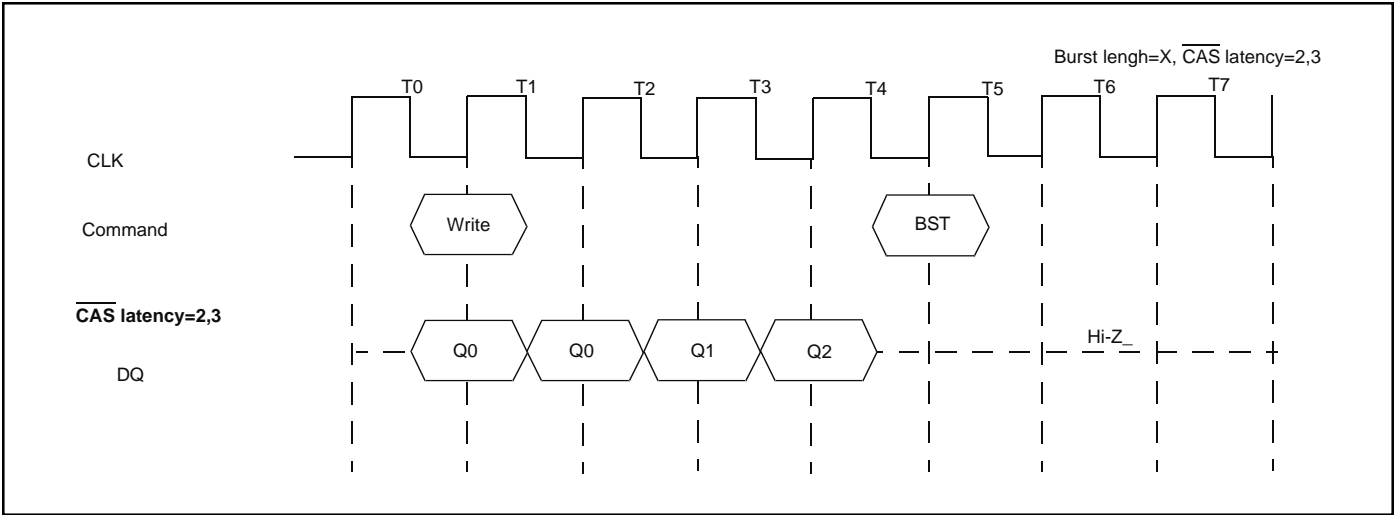 Burst lengh=X, CAS latency=2,3
T0 T1 T2 T3 T4 T5 T6 T7
CLK
Command
Write
BST
CAS latency=2,3
DQ
Q0 Q0 Q1 Q2
Hi-Z_